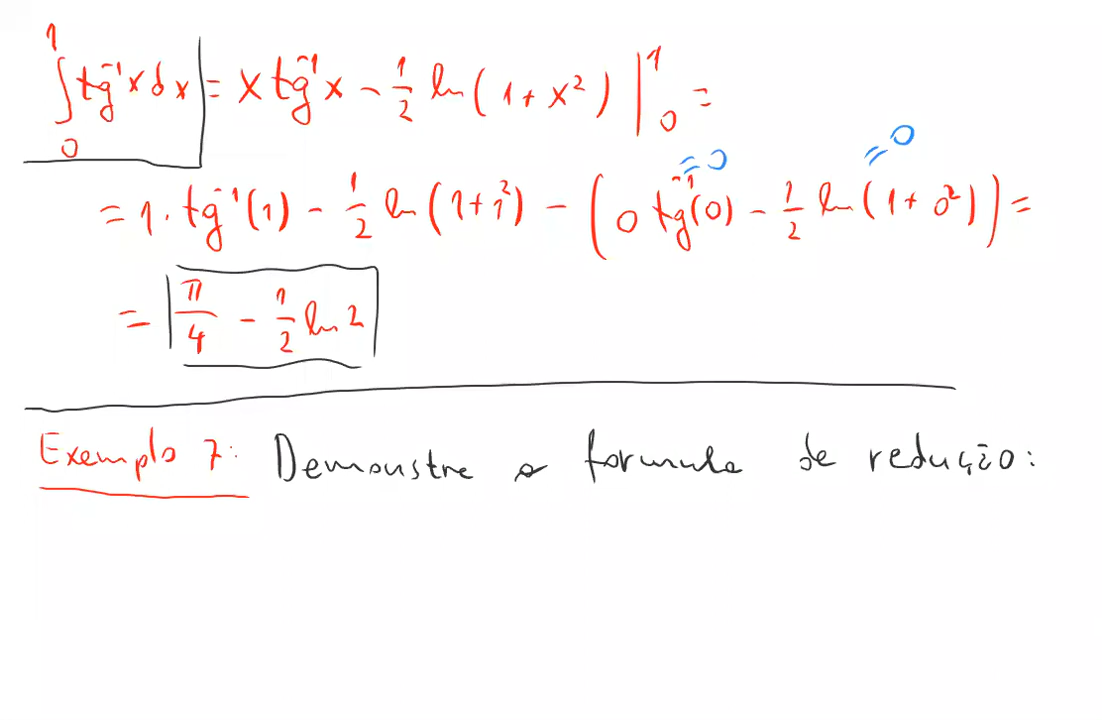 ∫₀¹ tg⁻¹x dx = x tg⁻¹x - 1/2 ln(1+x²) |₀¹ =
= 1·tg⁻¹(1) - 1/2 ln(1+1²) - (0 tg⁻¹(0) - 1/2 ln(1+0²)) =
=0 =0
= π/4 - 1/2 ln 2
Exemplo 7: Demonstre a formula de redução: